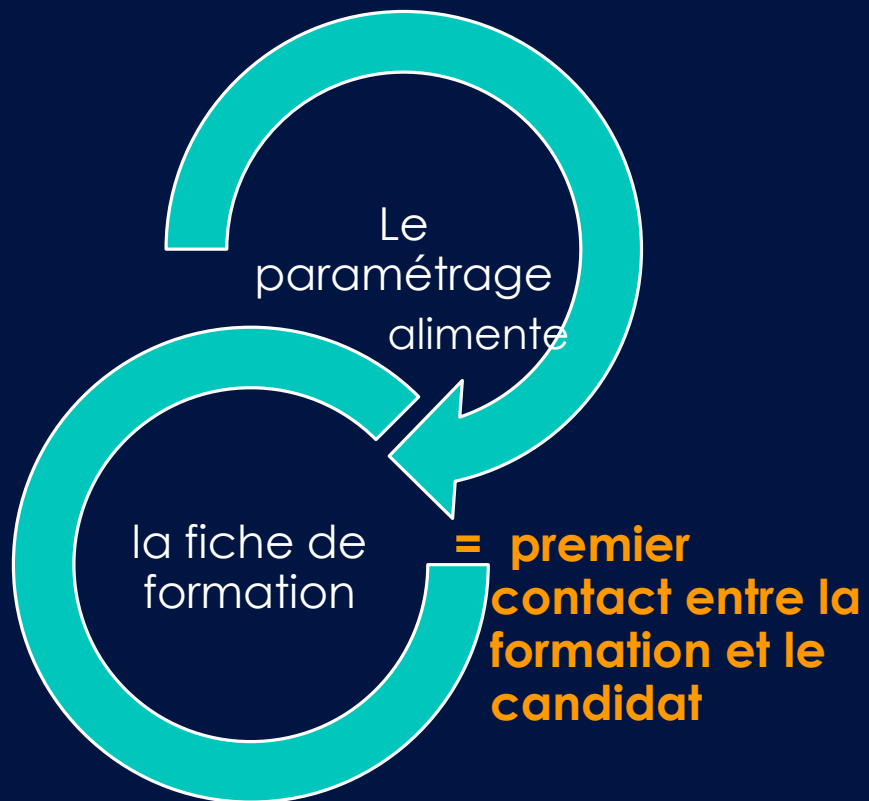 Le
paramétrage
alimente
la fiche de
formation
= premier
contact entre la
formation et le
candidat